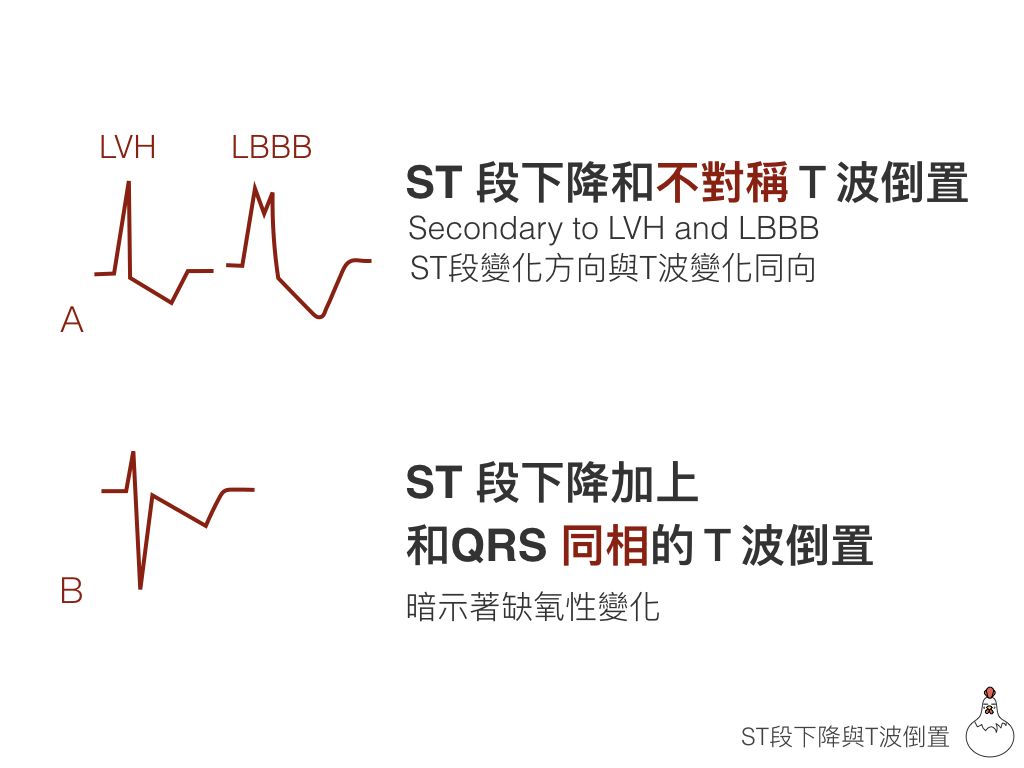 LVH LBBB
ST 段下降和不對稱 T 波倒置
Secondary to LVH and LBBB
ST段變化方向與T波變化同向
A
ST 段下降加上
和QRS 同相的 T 波倒置
B
暗示著缺氧性變化
ST段下降與T波倒置